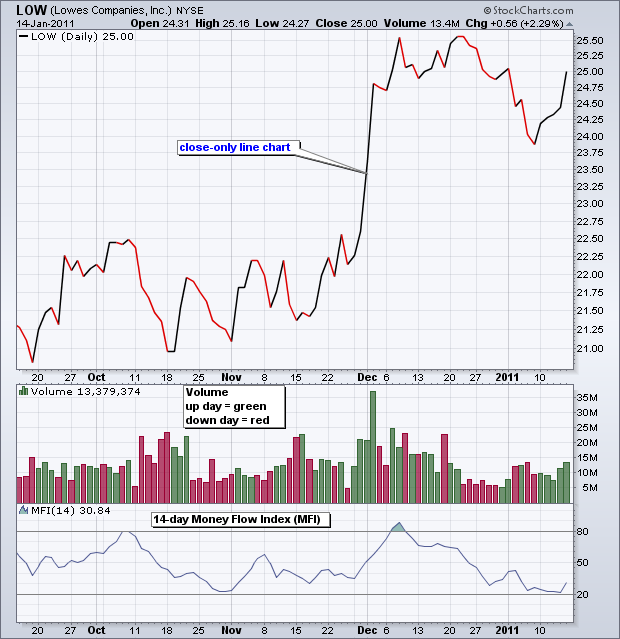 LOW (Lowes Companies, Inc.) NYSE
© StockCharts.com
14-Jan-2011
Open 24.31 High 25.16 Low 24.27 Close 25.00 Volume 13.4M Chg +0.56 (+2.29%)
LOW (Daily) 25.00
25.50
25.25
25.00
24.75
24.50
24.25
24.00
23.75
23.50
23.25
23.00
22.75
22.50
22.25
22.00
21.75
21.50
21.25
21.00
close-only line chart
20 27 Oct 11 18 25 Nov 8 15 22 Dec 6 13 20 27 2011 10
Volume 13,379,374
Volume
up day = green
down day = red
35M
30M
25M
20M
15M
10M
5M
MFI(14) 30.84
14-day Money Flow Index (MFI)
80
50
20
20 27 Oct 11 18 25 Nov 8 15 22 Dec 6 13 20 27 2011 10